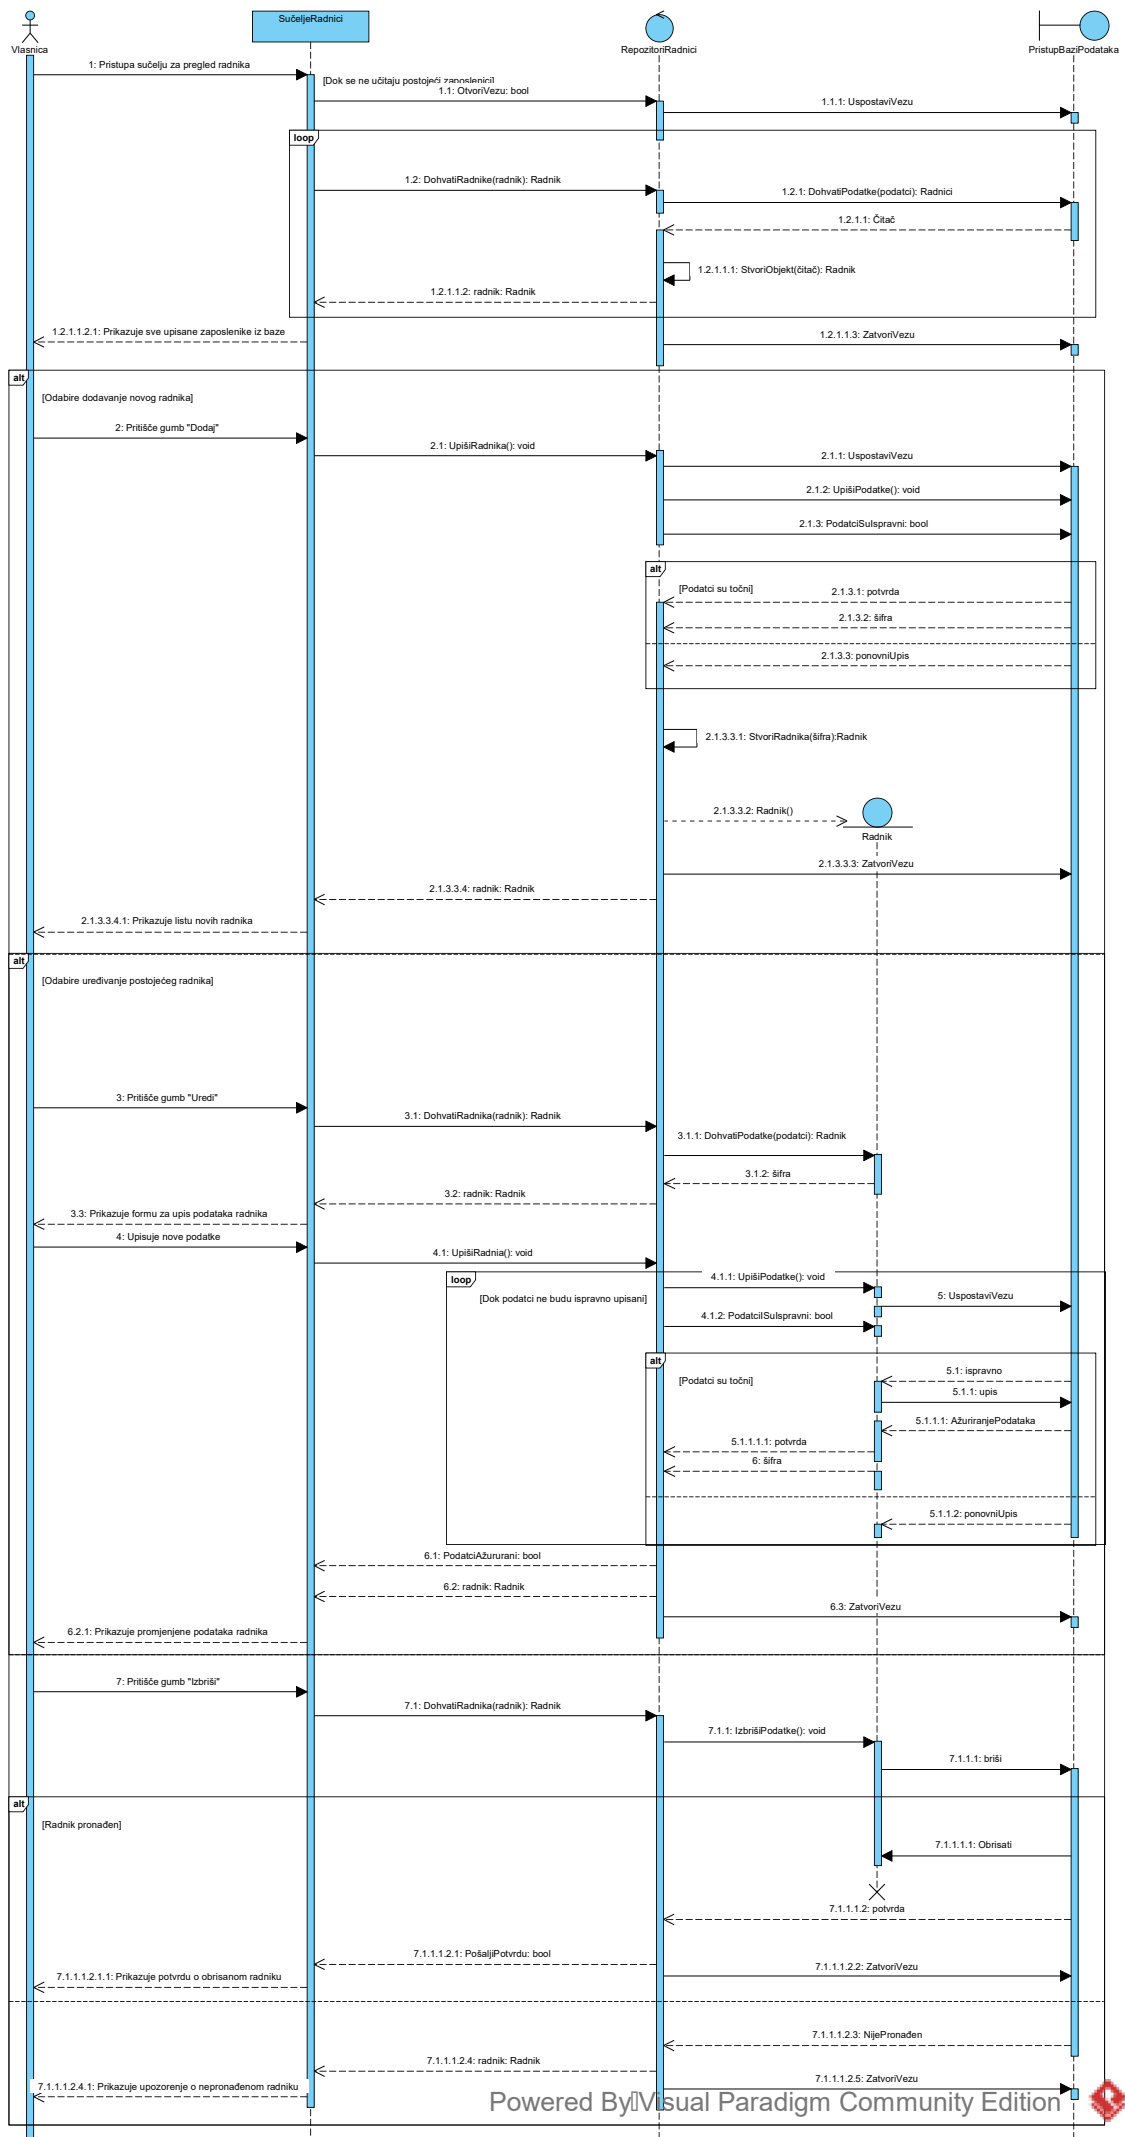 SučeljeRadnici
Vlasnica
RepozitoriRadnici
PristupBaziPodataka
1: Pristupa sučelju za pregled radnika
[Dok se ne učitaju postojeći zaposlenici]
1.1: OtvoriVezu: bool
1.1.1: UspostaviVezu
loop
1.2: DohvatiRadnike(radnik): Radnik
1.2.1: DohvatiPodatke(podatci): Radnici
1.2.1.1: Čitač
1.2.1.1.1: StvoriObjekt(čitač): Radnik
1.2.1.1.2: radnik: Radnik
1.2.1.1.2.1: Prikazuje sve upisane zaposlenike iz baze
1.2.1.1.3: ZatvoriVezu
alt
[Odabire dodavanje novog radnika]
2: Pritišče gumb "Dodaj"
2.1: UpišiRadnika(): void
2.1.1: UspostaviVezu
2.1.2: UpišiPodatke(): void
2.1.3: PodatciSuIspravni: bool
alt
[Podatci su točni]
2.1.3.1: potvrda
2.1.3.2: šifra
2.1.3.3: ponovniUpis
2.1.3.3.1: StvoriRadnika(šifra):Radnik
2.1.3.3.2: Radnik()
Radnik
2.1.3.3.3: ZatvoriVezu
2.1.3.3.4: radnik: Radnik
2.1.3.3.4.1: Prikazuje listu novih radnika
alt
[Odabire uređivanje postojećeg radnika]
3: Pritišče gumb "Uredi"
3.1: DohvatiRadnika(radnik): Radnik
3.1.1: DohvatiPodatke(podatci): Radnik
3.1.2: šifra
3.2: radnik: Radnik
3.3: Prikazuje formu za upis podataka radnika
4: Upisuje nove podatke
4.1: UpišiRadnia(): void
loop
4.1.1: UpišiPodatke(): void
[Dok podatci ne budu ispravno upisani]
5: UspostaviVezu
4.1.2: PodatciISuIspravni: bool
alt
[Podatci su točni]
5.1: ispravno
5.1.1: upis
5.1.1.1: AžuriranjePodataka
5.1.1.1.1: potvrda
6: šifra
5.1.1.2: ponovniUpis
6.1: PodatciAžururani: bool
6.2: radnik: Radnik
6.3: ZatvoriVezu
6.2.1: Prikazuje promjenjene podataka radnika
7: Pritišče gumb "Izbriši"
7.1: DohvatiRadnika(radnik): Radnik
7.1.1: IzbrišiPodatke(): void
7.1.1.1: briši
alt
[Radnik pronađen]
7.1.1.1.1: Obrisati
7.1.1.1.2: potvrda
7.1.1.1.2.1: PošaljiPotvrdu: bool
7.1.1.1.2.2: ZatvoriVezu
7.1.1.1.2.1.1: Prikazuje potvrdu o obrisanom radniku
7.1.1.1.2.3: NijePronađen
7.1.1.1.2.4: radnik: Radnik
7.1.1.1.2.5: ZatvoriVezu
7.1.1.1.2.4.1: Prikazuje upozorenje o nepronađenom radniku
Powered By Visual Paradigm Community Edition